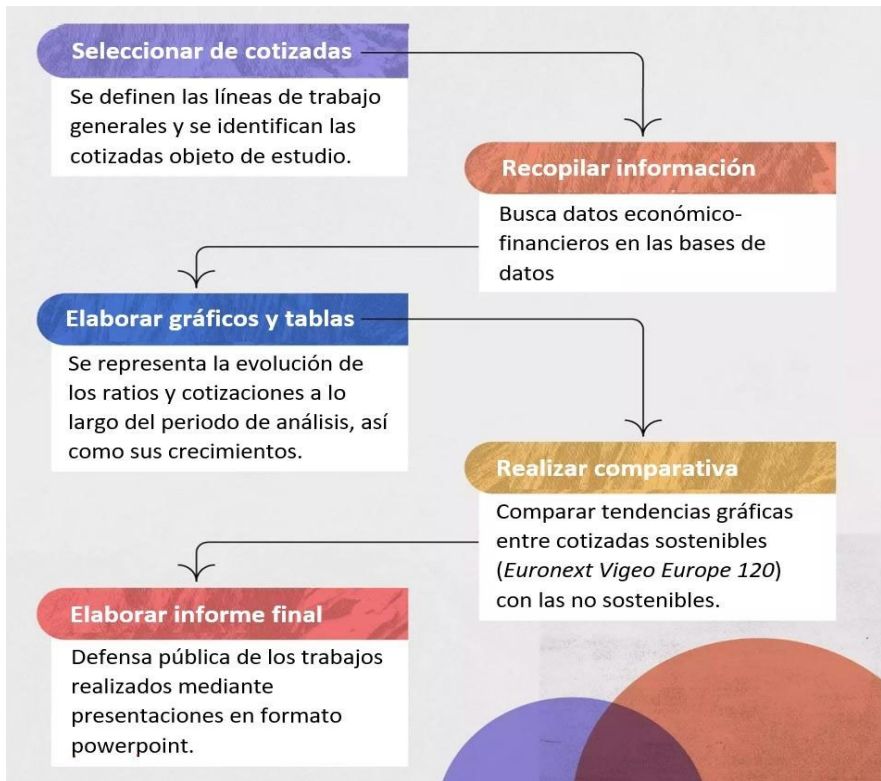 Seleccionar de cotizadas
Se definen las líneas de trabajo
generales y se identifican las
cotizadas objeto de estudio.
Recopilar información
Busca datos económico-
financieros en las bases de
datos
Elaborar gráficos y tablas
Se representa la evolución de
los ratios y cotizaciones a lo
largo del periodo de análisis, así
como sus crecimientos.
Realizar comparativa
Comparar tendencias gráficas
entre cotizadas sostenibles
(Euronext Vigeo Europe 120)
con las no sostenibles.
Elaborar informe final
Defensa pública de los trabajos
realizados mediante
presentaciones en formato
powerpoint.